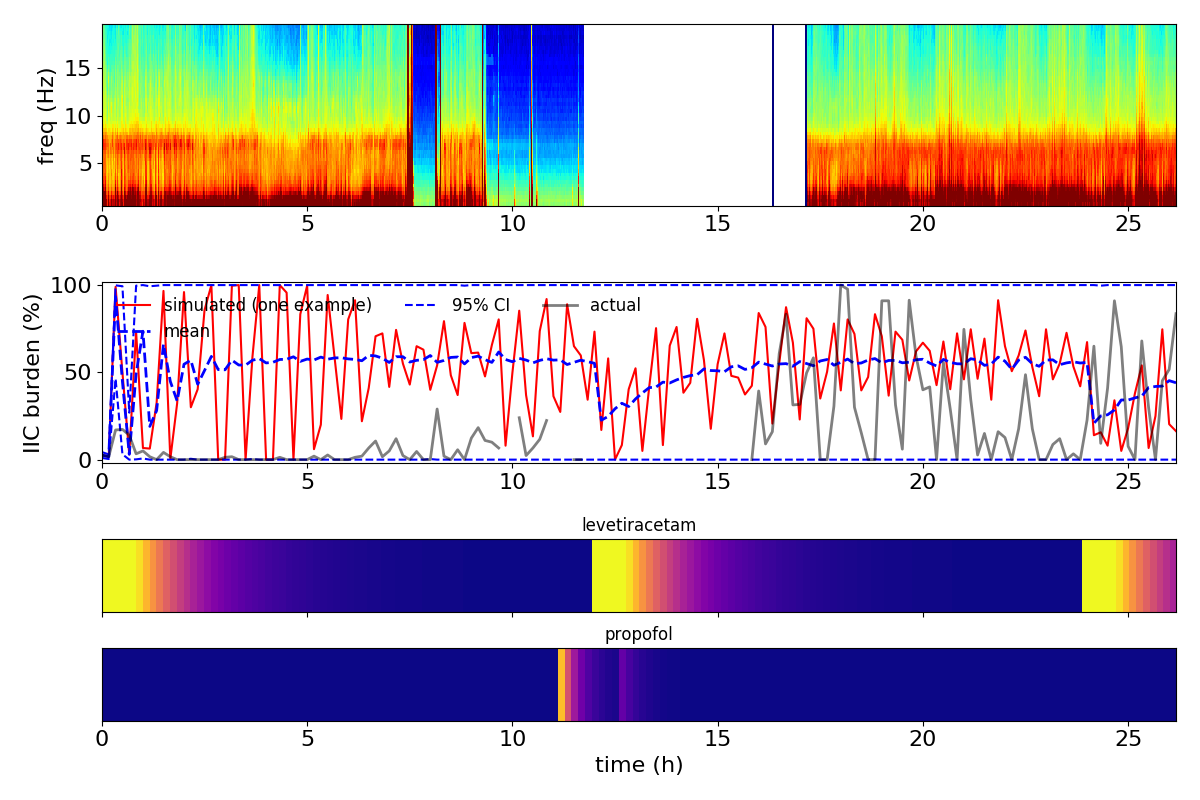 freq (Hz)
15
10
5
0 5 10 15 20 25
IIC burden (%)
100
50
0
simulated (one example) 95% CI actual
mean
0 5 10 15 20 25
levetiracetam
propofol
0 5 10 15 20 25
time (h)